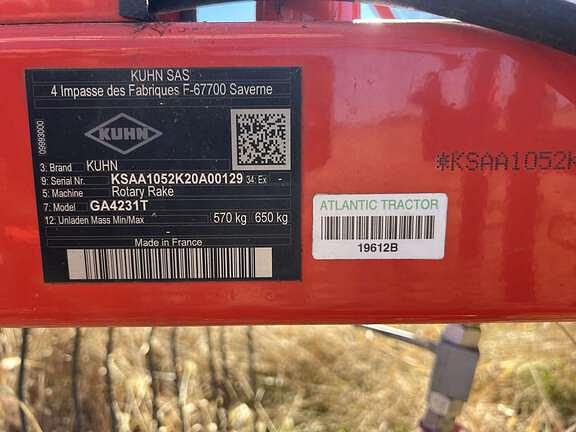 KUHN SAS
4 Impasse des Fabriques F-67700 Saverne
09993000
KUHN
3: Brand KUHN
9: Serial Nr. KSAA1052K20A00129 34: Ex -
5: Machine Rotary Rake
7: Model GA4231T
12: Unladen Mass Min/Max 570 kg 650 kg
-
Made in France
ATLANTIC TRACTOR
19612B
*KSAA1052K